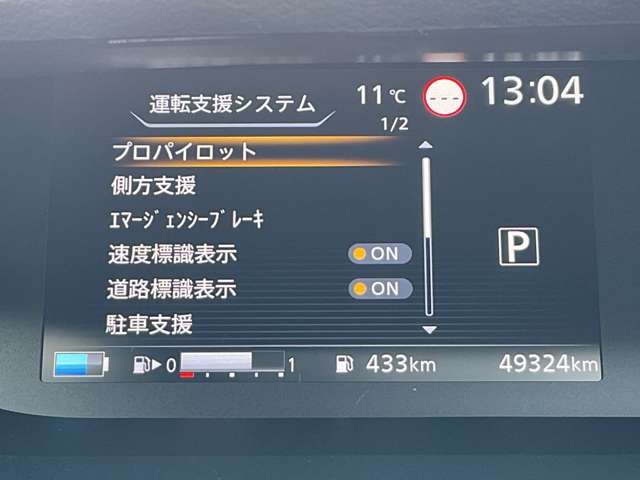 運転支援システム 11℃ --- 13:04
1/2
プロパイロット
側方支援
ｴﾏｰｼﾞｪﾝｼｰﾌﾞﾚｰｷ
速度標識表示 ON
道路標識表示 ON
駐車支援
P
0 1 433km 49324km